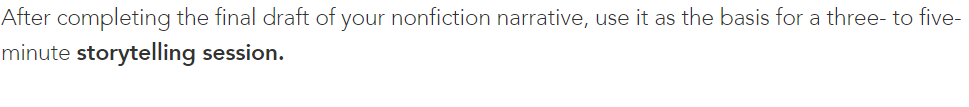 After completing the final draft of your nonfiction narrative, use it as the basis for a three- to five-
minute storytelling session.